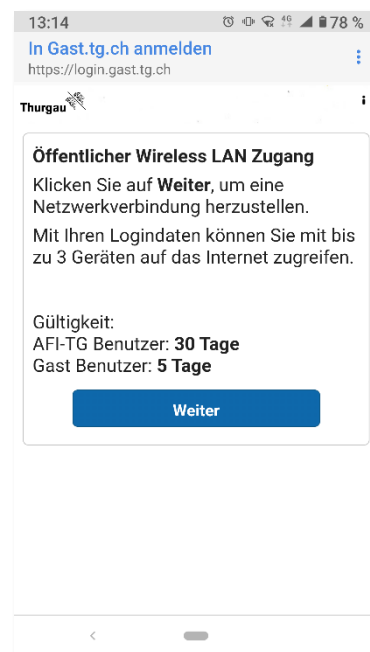 13:14 4G 78 %
In Gast.tg.ch anmelden
https://login.gast.tg.ch
Thurgau
i
Öffentlicher Wireless LAN Zugang
Klicken Sie auf Weiter, um eine
Netzwerkverbindung herzustellen.
Mit Ihren Logindaten können Sie mit bis
zu 3 Geräten auf das Internet zugreifen.
Gültigkeit:
AFI-TG Benutzer: 30 Tage
Gast Benutzer: 5 Tage
Weiter